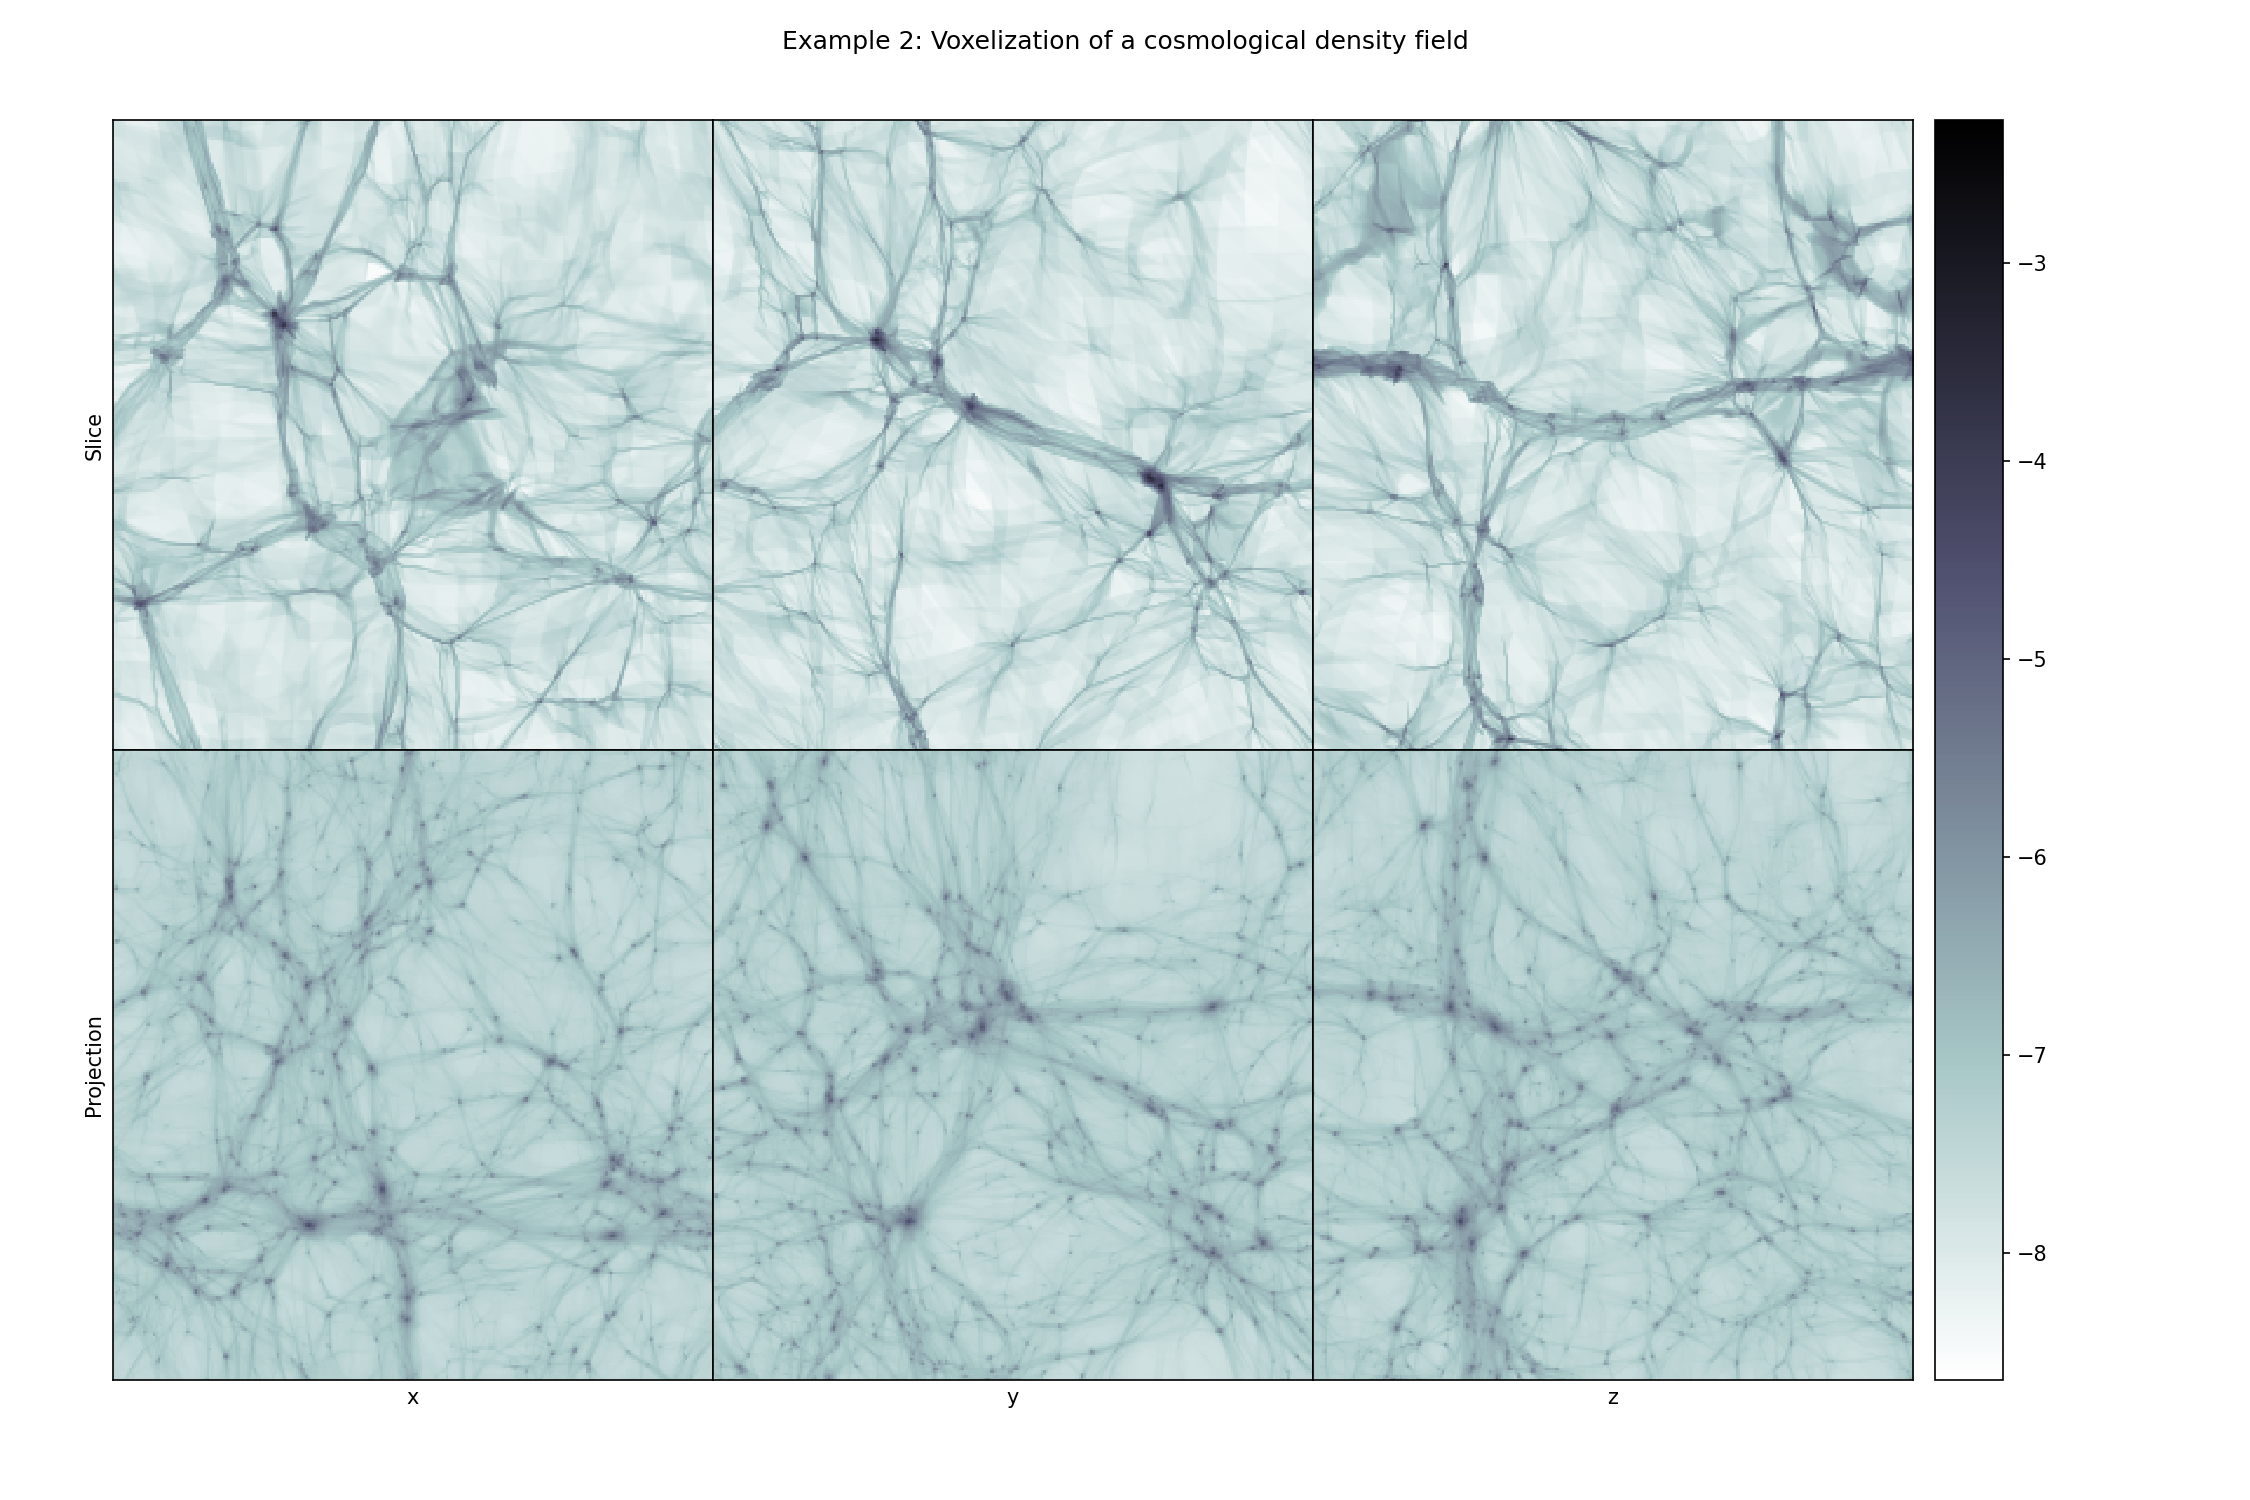 Example 2: Voxelization of a cosmological density field
Slice
Projection
x
y
z
−3
−4
−5
−6
−7
−8